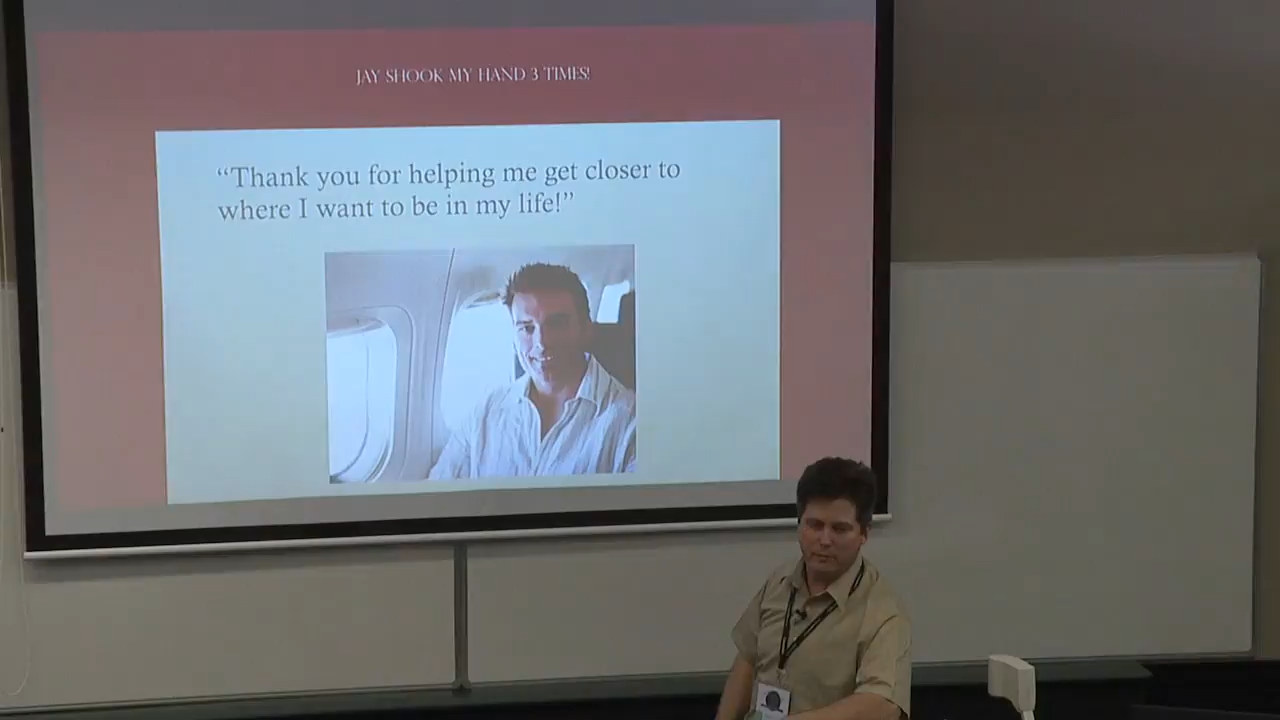 JAY SHOOK MY HAND 3 TIMES!
“Thank you for helping me get closer to
where I want to be in my life!”